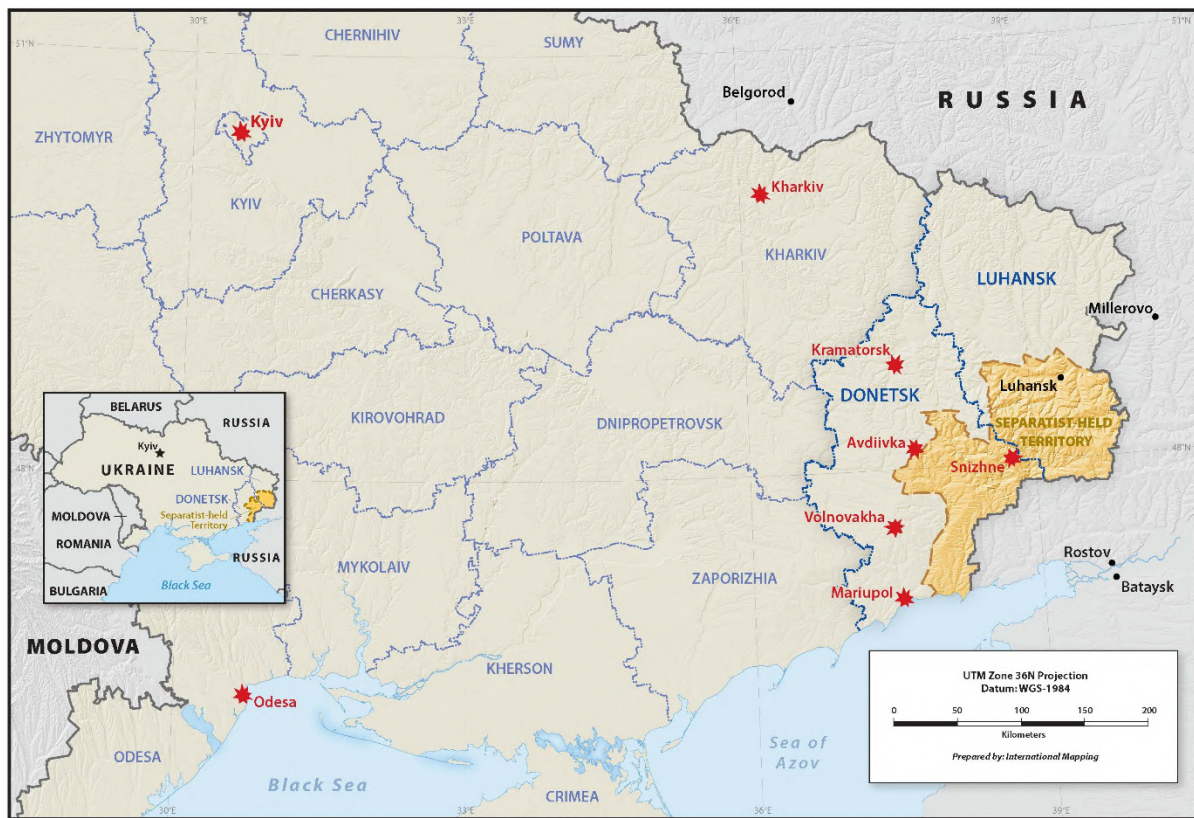 30°E
33°E
36°E
39°E
51°N
51°N
CHERNIHIV
SUMY
Belgorod
RUSSIA
ZHYTOMYR
Kyiv
KYIV
Kharkiv
POLTAVA
KHARKIV
CHERKASY
LUHANSK
Millerovo
Kramatorsk
DONETSK
Luhansk
KIROVOHRAD
DNIPROPETROVSK
SEPARATIST-HELD
TERRITORY
Avdiivka
48°N
48°N
Snizhne
BELARUS
RUSSIA
Kyiv
UKRAINE
LUHANSK
DONETSK
Separatist-held
Territory
MOLDOVA
ROMANIA
RUSSIA
Black Sea
BULGARIA
Volnovakha
Rostov
Bataysk
MYKOLAIV
ZAPORIZHIA
Mariupol
MOLDOVA
KHERSON
Odesa
ODESA
Black Sea
Sea of
Azov
CRIMEA
UTM Zone 36N Projection
Datum: WGS-1984
0 50 100 150 200
Kilometers
Prepared by: International Mapping
30°E
33°E
36°E
39°E